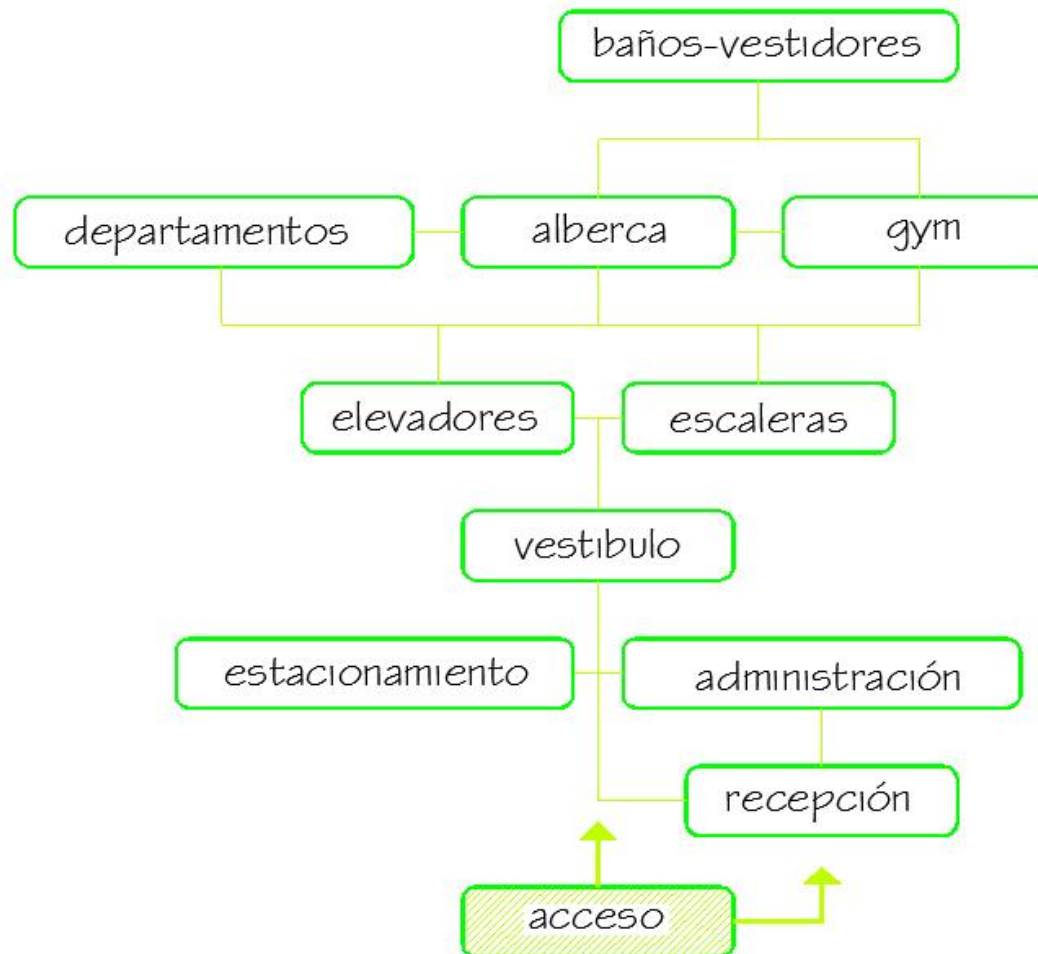 baños-vestidores
departamentos
alberca
gym
elevadores
escaleras
vestibulo
estacionamiento
administración
recepción
acceso